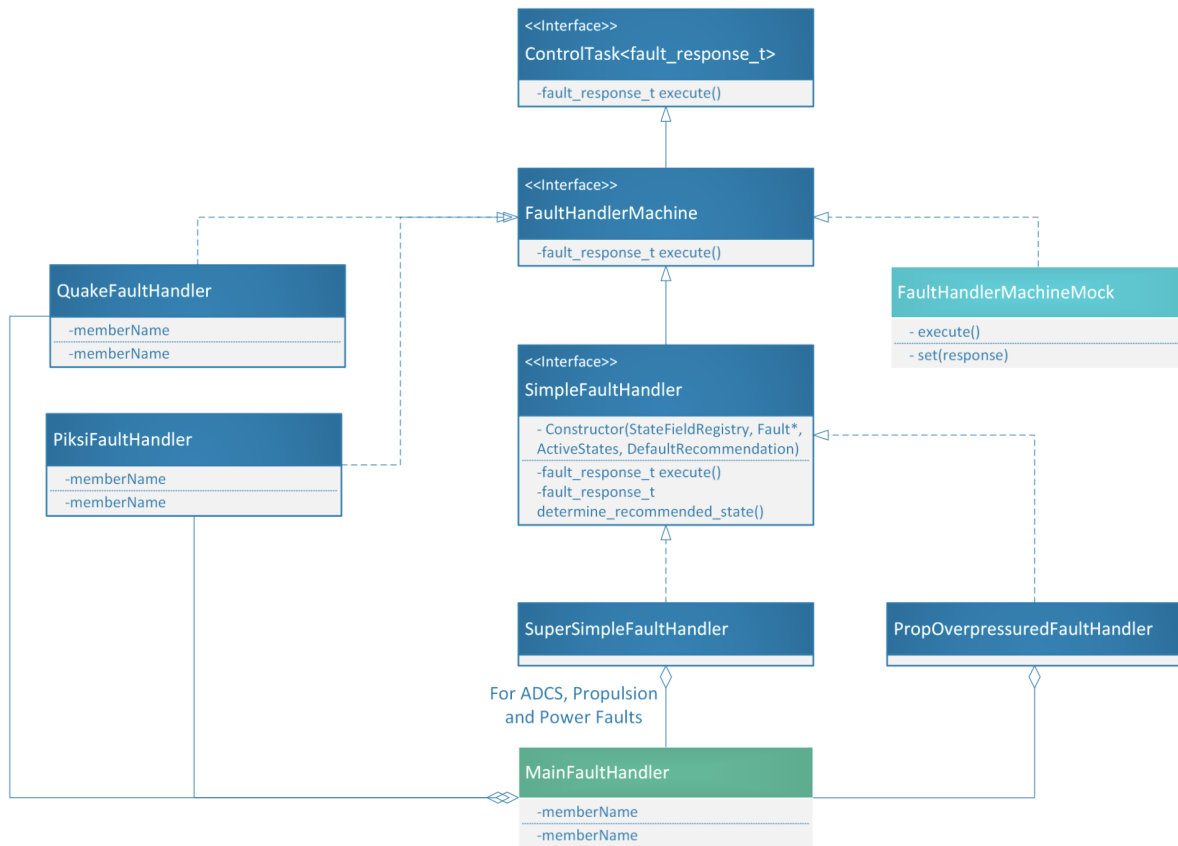 <<Interface>>
ControlTask<fault_response_t>
-fault_response_t execute()
<<Interface>>
FaultHandlerMachine
-fault_response_t execute()
QuakeFaultHandler
-memberName
-memberName
FaultHandlerMachineMock
- execute()
- set(response)
<<Interface>>
SimpleFaultHandler
- Constructor(StateFieldRegistry, Fault*,
ActiveStates, DefaultRecommendation)
-fault_response_t execute()
-fault_response_t
determine_recommended_state()
PiksiFaultHandler
-memberName
-memberName
SuperSimpleFaultHandler
PropOverpressuredFaultHandler
For ADCS, Propulsion
and Power Faults
MainFaultHandler
-memberName
-memberName